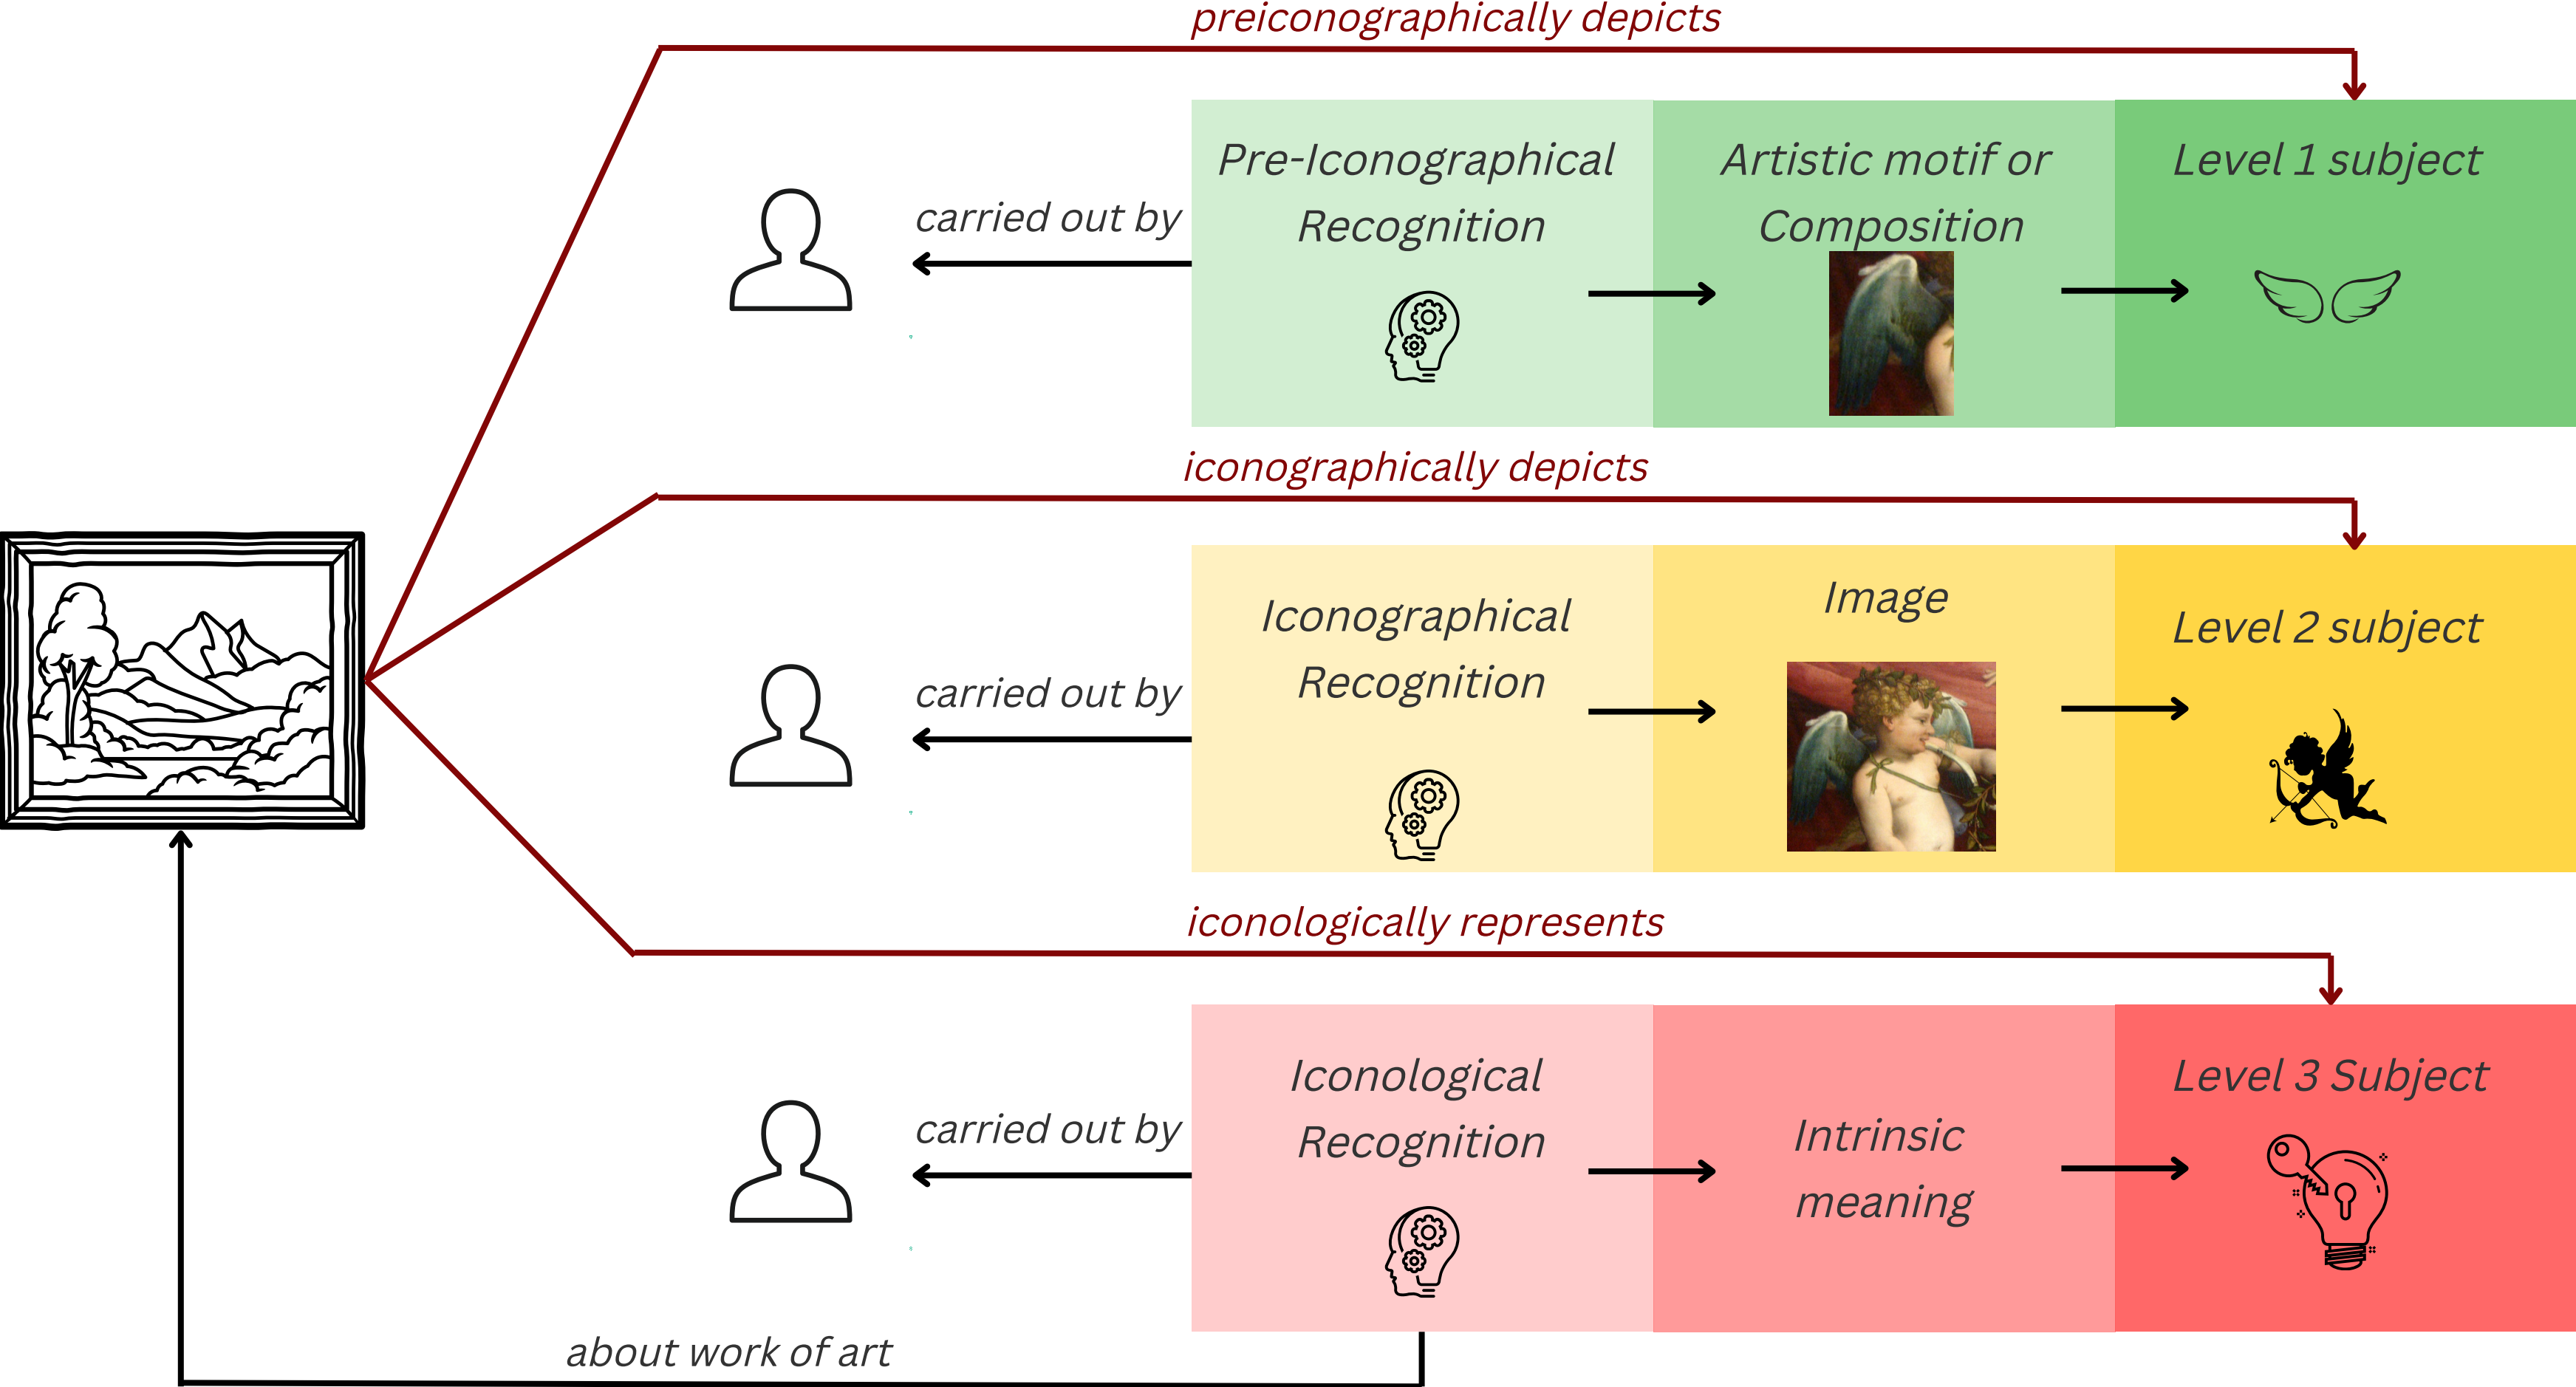 preiconographically depicts
Pre-Iconographical
Recognition
Artistic motif or
Composition
Level 1 subject
carried out by
iconographically depicts
Iconographical
Recognition
Image
Level 2 subject
carried out by
iconologically represents
Iconological
Recognition
Intrinsic
meaning
Level 3 Subject
carried out by
about work of art